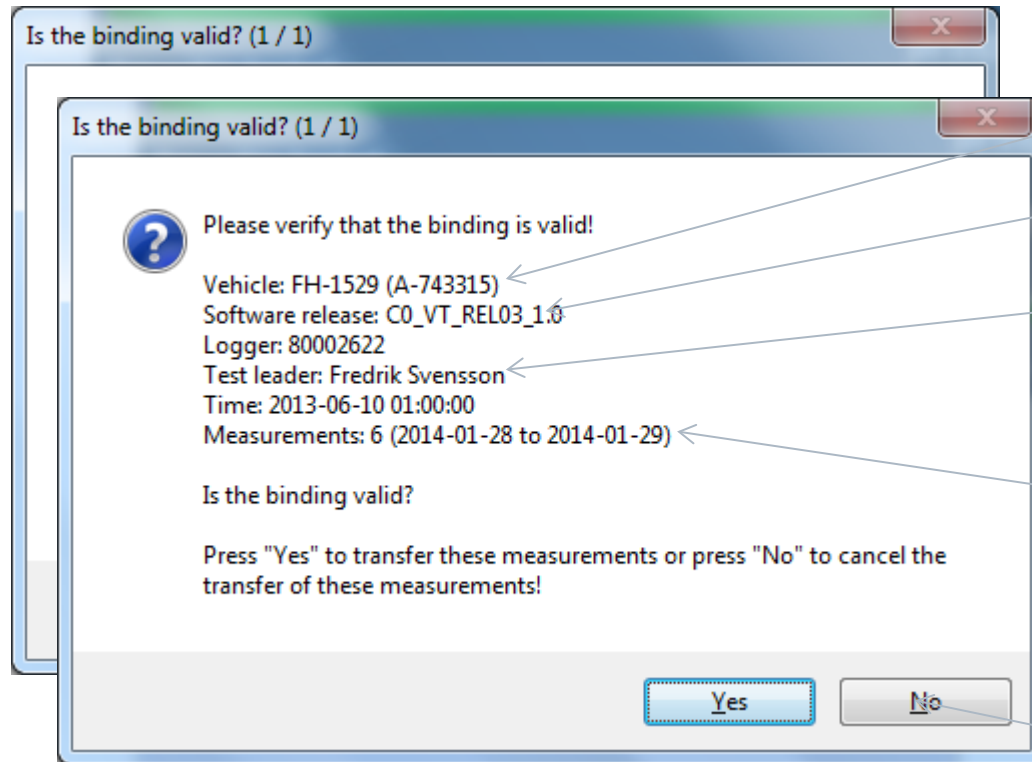 Is the binding valid? (1 / 1)
Is the binding valid? (1 / 1)
Please verify that the binding is valid!
Vehicle: FH-1529 (A-743315)
Software release: C0_VT_REL03_1.0
Logger: 80002622
Test leader: Fredrik Svensson
Time: 2013-06-10 01:00:00
Measurements: 6 (2014-01-28 to 2014-01-29)
Is the binding valid?
Press "Yes" to transfer these measurements or press "No" to cancel the
transfer of these measurements!
Yes
No